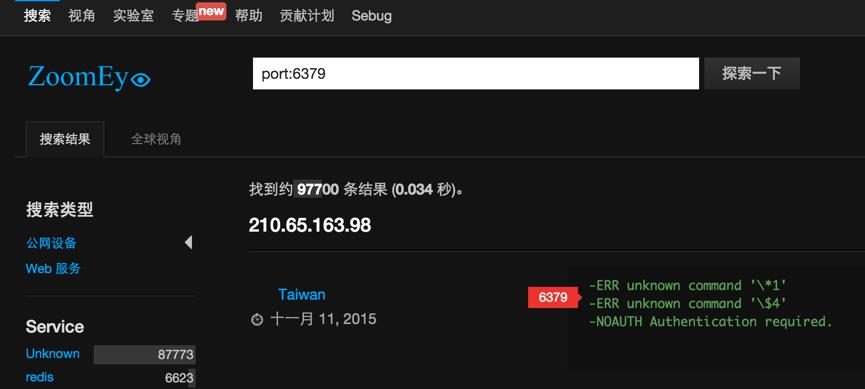 搜索 视角 实验室 专题 new 帮助 贡献计划 Sebug
ZoomEye
port:6379 探索一下
搜索结果 全球视角
找到约 97700 条结果 (0.034 秒)。
搜索类型
210.65.163.98
公网设备
Web 服务
Taiwan
十一月 11, 2015
6379
-ERR unknown command '\*1'
-ERR unknown command '\$4'
-NOAUTH Authentication required.
Service
Unknown 87773
redis 6623